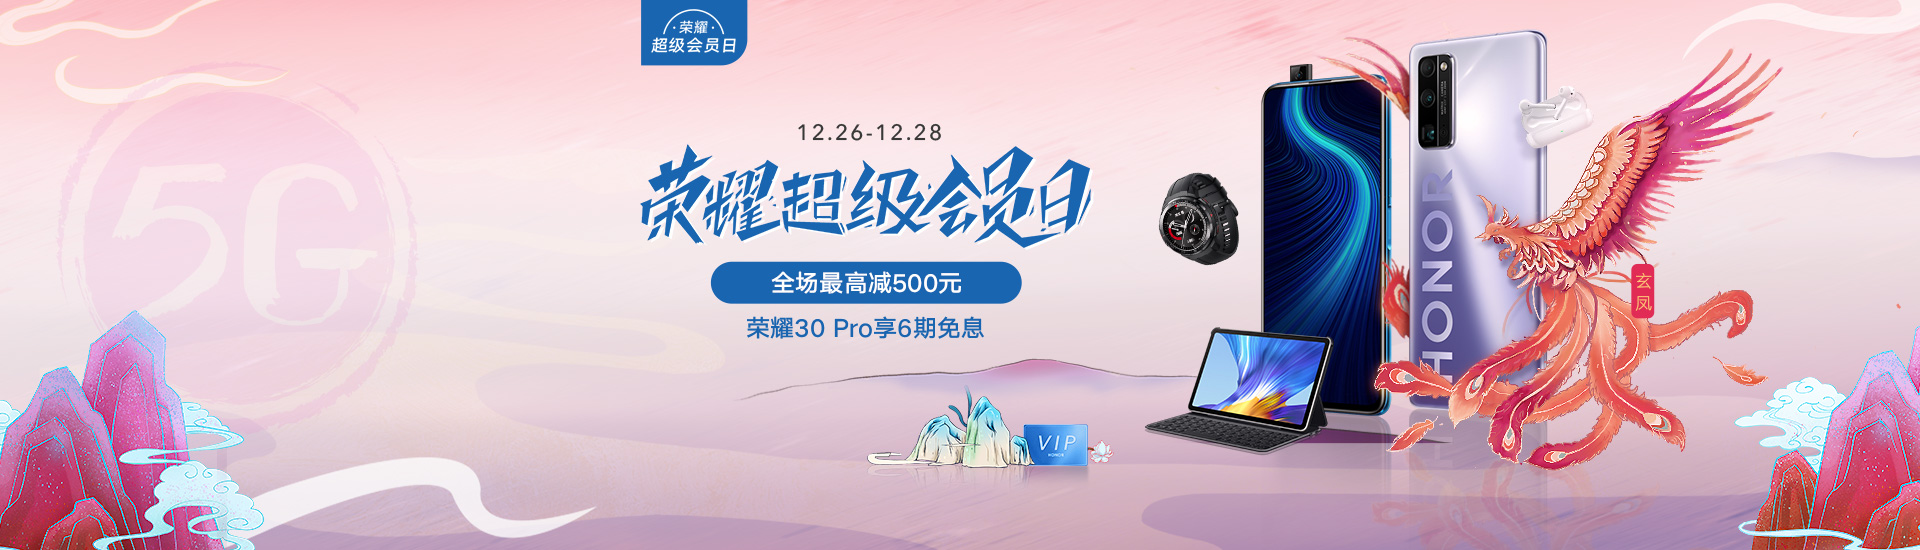 ·荣耀·
超级会员日
5G
12.26-12.28
荣耀超级会员日
全场最高减500元
荣耀30 Pro享6期免息
VIP
HONOR
HONOR
玄凤